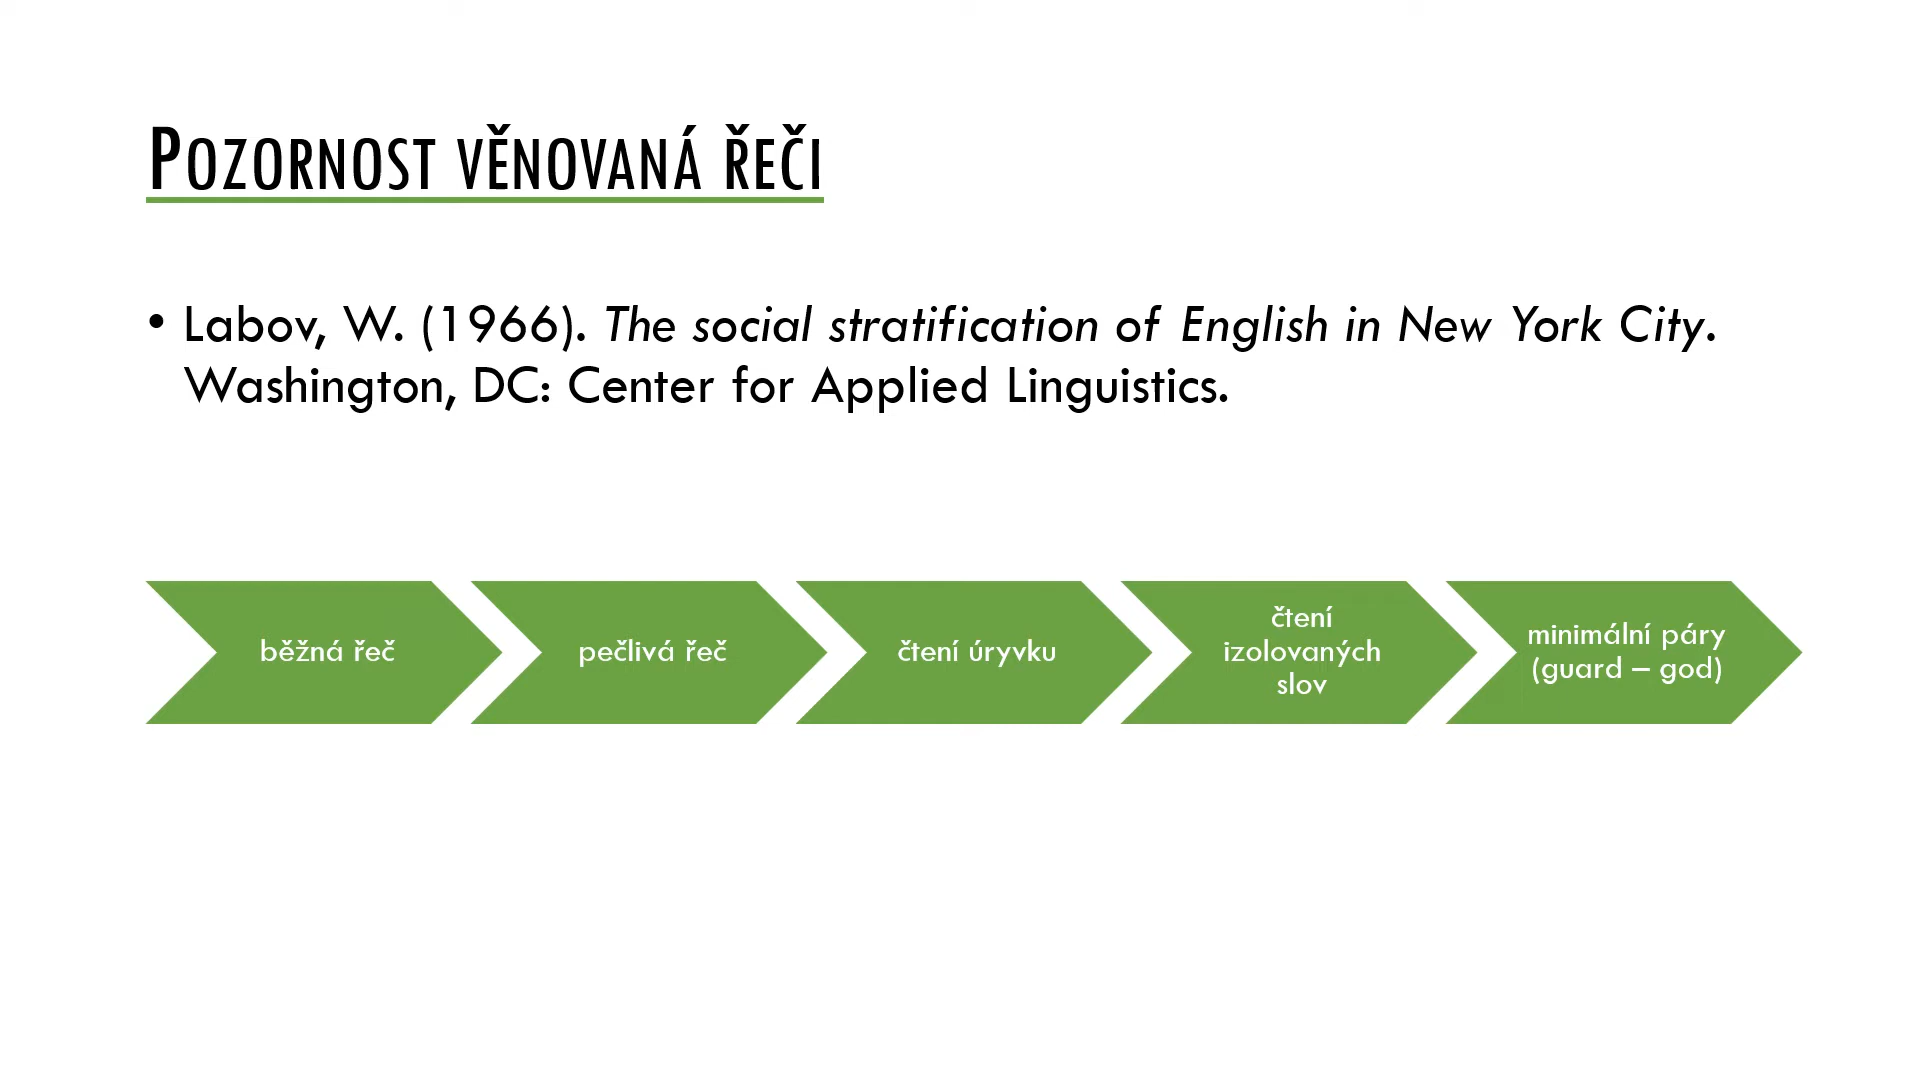 Pozornost věnovaná řeči
• Labov, W. (1966). The social stratification of English in New York City.
Washington, DC: Center for Applied Linguistics.
běžná řeč
pečlivá řeč
čtení úryvku
čtení
izolovaných
slov
minimální páry
(guard – god)